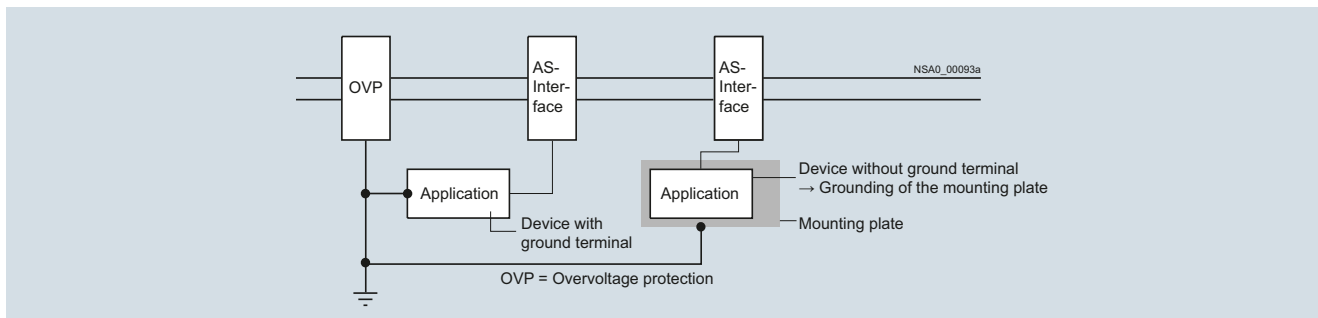 OVP
AS-
Inter-
face
AS-
Inter-
face
NSA0_00093a
Application
Device with
ground terminal
Application
Device without ground terminal
→ Grounding of the mounting plate
Mounting plate
OVP = Overvoltage protection